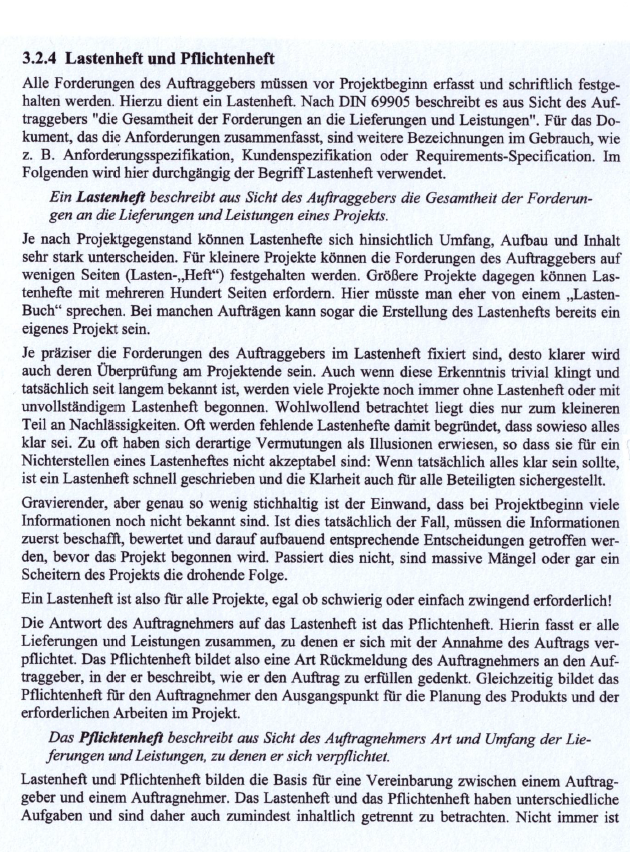 3.2.4 Lastenheft und Pflichtenheft
Alle Forderungen des Auftraggebers müssen vor Projektbeginn erfasst und schriftlich festge-
halten werden. Hierzu dient ein Lastenheft. Nach DIN 69905 beschreibt es aus Sicht des Auf-
traggebers "die Gesamtheit der Forderungen an die Lieferungen und Leistungen". Für das Do-
kument, das die Anforderungen zusammenfasst, sind weitere Bezeichnungen im Gebrauch, wie
z. B. Anforderungsspezifikation, Kundenspezifikation oder Requirements-Specification. Im
Folgenden wird hier durchgängig der Begriff Lastenheft verwendet.
Ein Lastenheft beschreibt aus Sicht des Auftraggebers die Gesamtheit der Forderun-
gen an die Lieferungen und Leistungen eines Projekts.
Je nach Projektgegenstand können Lastenhefte sich hinsichtlich Umfang, Aufbau und Inhalt
sehr stark unterscheiden. Für kleinere Projekte können die Forderungen des Auftraggebers auf
wenigen Seiten (Lasten-„Heft“) festgehalten werden. Größere Projekte dagegen können Las-
tenhefte mit mehreren Hundert Seiten erfordern. Hier müsste man eher von einem „Lasten-
Buch“ sprechen. Bei manchen Aufträgen kann sogar die Erstellung des Lastenhefts bereits ein
eigenes Projekt sein.
Je präziser die Forderungen des Auftraggebers im Lastenheft fixiert sind, desto klarer wird
auch deren Überprüfung am Projektende sein. Auch wenn diese Erkenntnis trivial klingt und
tatsächlich seit langem bekannt ist, werden viele Projekte noch immer ohne Lastenheft oder mit
unvollständigem Lastenheft begonnen. Wohlwollend betrachtet liegt dies nur zum kleineren
Teil an Nachlässigkeiten. Oft werden fehlende Lastenhefte damit begründet, dass sowieso alles
klar sei. Zu oft haben sich derartige Vermutungen als Illusionen erwiesen, so dass sie für ein
Nichterstellen eines Lastenheftes nicht akzeptabel sind: Wenn tatsächlich alles klar sein sollte,
ist ein Lastenheft schnell geschrieben und die Klarheit auch für alle Beteiligten sichergestellt.
Gravierender, aber genau so wenig stichhaltig ist der Einwand, dass bei Projektbeginn viele
Informationen noch nicht bekannt sind. Ist dies tatsächlich der Fall, müssen die Informationen
zuerst beschafft, bewertet und darauf aufbauend entsprechende Entscheidungen getroffen wer-
den, bevor das Projekt begonnen wird. Passiert dies nicht, sind massive Mängel oder gar ein
Scheitern des Projekts die drohende Folge.
Ein Lastenheft ist also für alle Projekte, egal ob schwierig oder einfach zwingend erforderlich!
Die Antwort des Auftragnehmers auf das Lastenheft ist das Pflichtenheft. Hierin fasst er alle
Lieferungen und Leistungen zusammen, zu denen er sich mit der Annahme des Auftrags ver-
pflichtet. Das Pflichtenheft bildet also eine Art Rückmeldung des Auftragnehmers an den Auf-
traggeber, in der er beschreibt, wie er den Auftrag zu erfüllen gedenkt. Gleichzeitig bildet das
Pflichtenheft für den Auftragnehmer den Ausgangspunkt für die Planung des Produkts und der
erforderlichen Arbeiten im Projekt.
Das Pflichtenheft beschreibt aus Sicht des Auftragnehmers Art und Umfang der Lie-
ferungen und Leistungen, zu denen er sich verpflichtet.
Lastenheft und Pflichtenheft bilden die Basis für eine Vereinbarung zwischen einem Auftrag-
geber und einem Auftragnehmer. Das Lastenheft und das Pflichtenheft haben unterschiedliche
Aufgaben und sind daher auch zumindest inhaltlich getrennt zu betrachten. Nicht immer ist